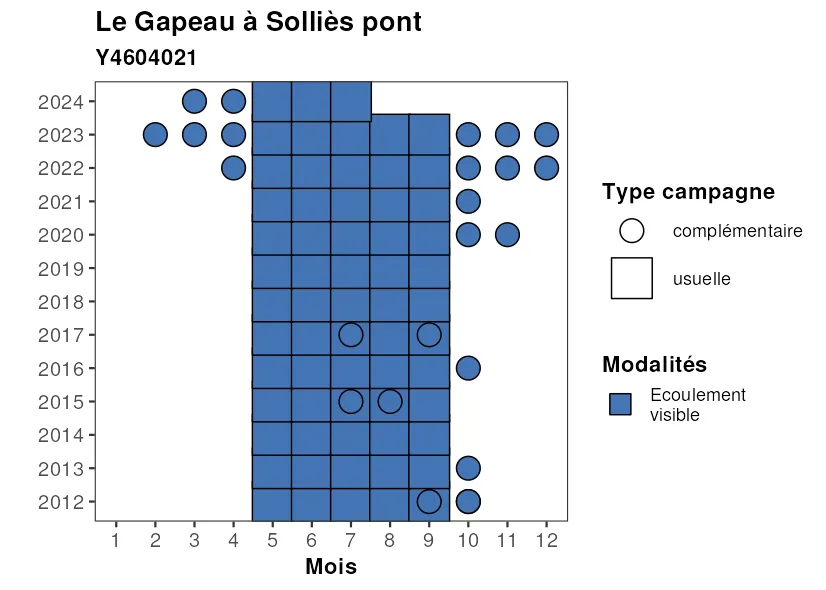 Le Gapeau à Solliès pont
Y4604021
2024
2023
2022
2021
2020
2019
2018
2017
2016
2015
2014
2013
2012
1 2 3 4 5 6 7 8 9 10 11 12
Mois
Type campagne
complémentaire
usuelle
Modalités
Ecoulement
visible